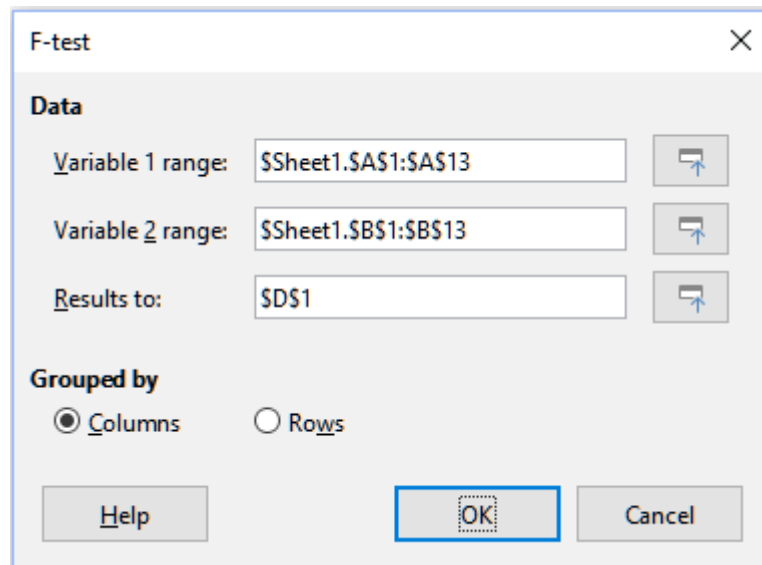 F-test
Data
Variable 1 range: $Sheet1.$A$1:$A$13
Variable 2 range: $Sheet1.$B$1:$B$13
Results to: $D$1
Grouped by
Columns Rows
Help OK Cancel